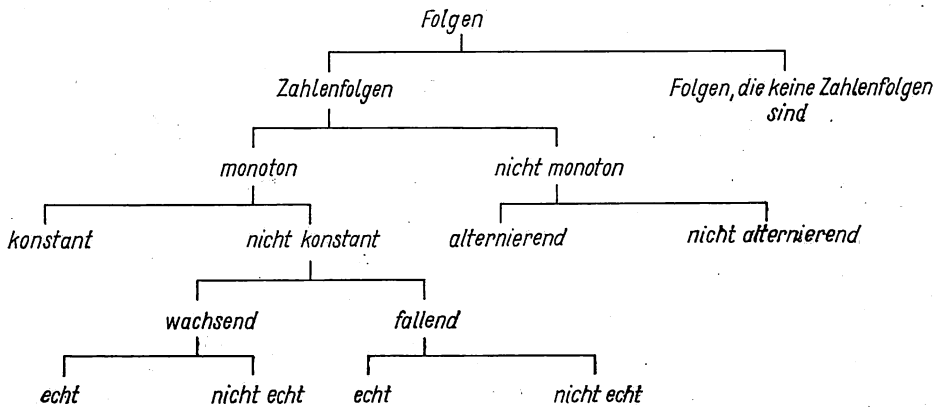 Folgen
Zahlenfolgen
Folgen, die keine Zahlenfolgen
sind
monoton
nicht monoton
konstant
nicht konstant
alternierend
nicht alternierend
wachsend
fallend
echt
nicht echt
echt
nicht echt